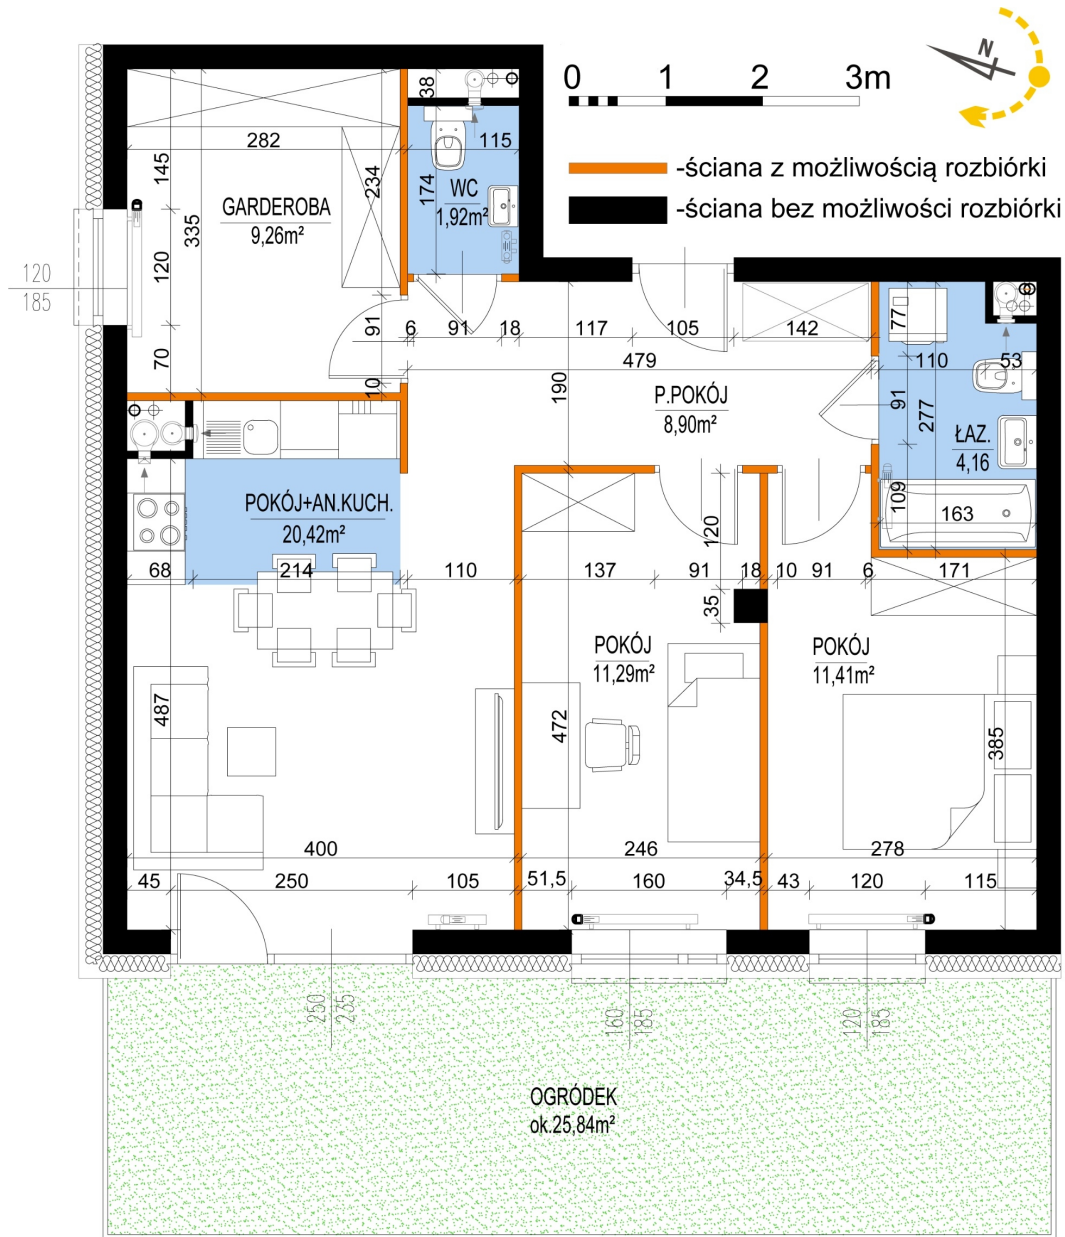 N
0 1 2 3m
-ściana z możliwością rozbiórki
-ściana bez możliwości rozbiórki
38
282
115
145
234
174
WC
1,92m²
GARDEROBA
9,26m²
335
120
185
120
70
91
10
6 91 18 117 105 142
479
190
P.POKÓJ
8,90m²
77
110 53
91
277
ŁAZ.
4,16
109
163
POKÓJ+AN.KUCH.
20,42m²
68 214 110 137 91 18 10 91 6 171
120
35
POKÓJ
11,29m²
POKÓJ
11,41m²
487
472
385
400 246 278
45 250 105 51,5 160 34,5 43 120 115
250
235
160
185
120
185
OGRÓDEK
ok.25,84m²